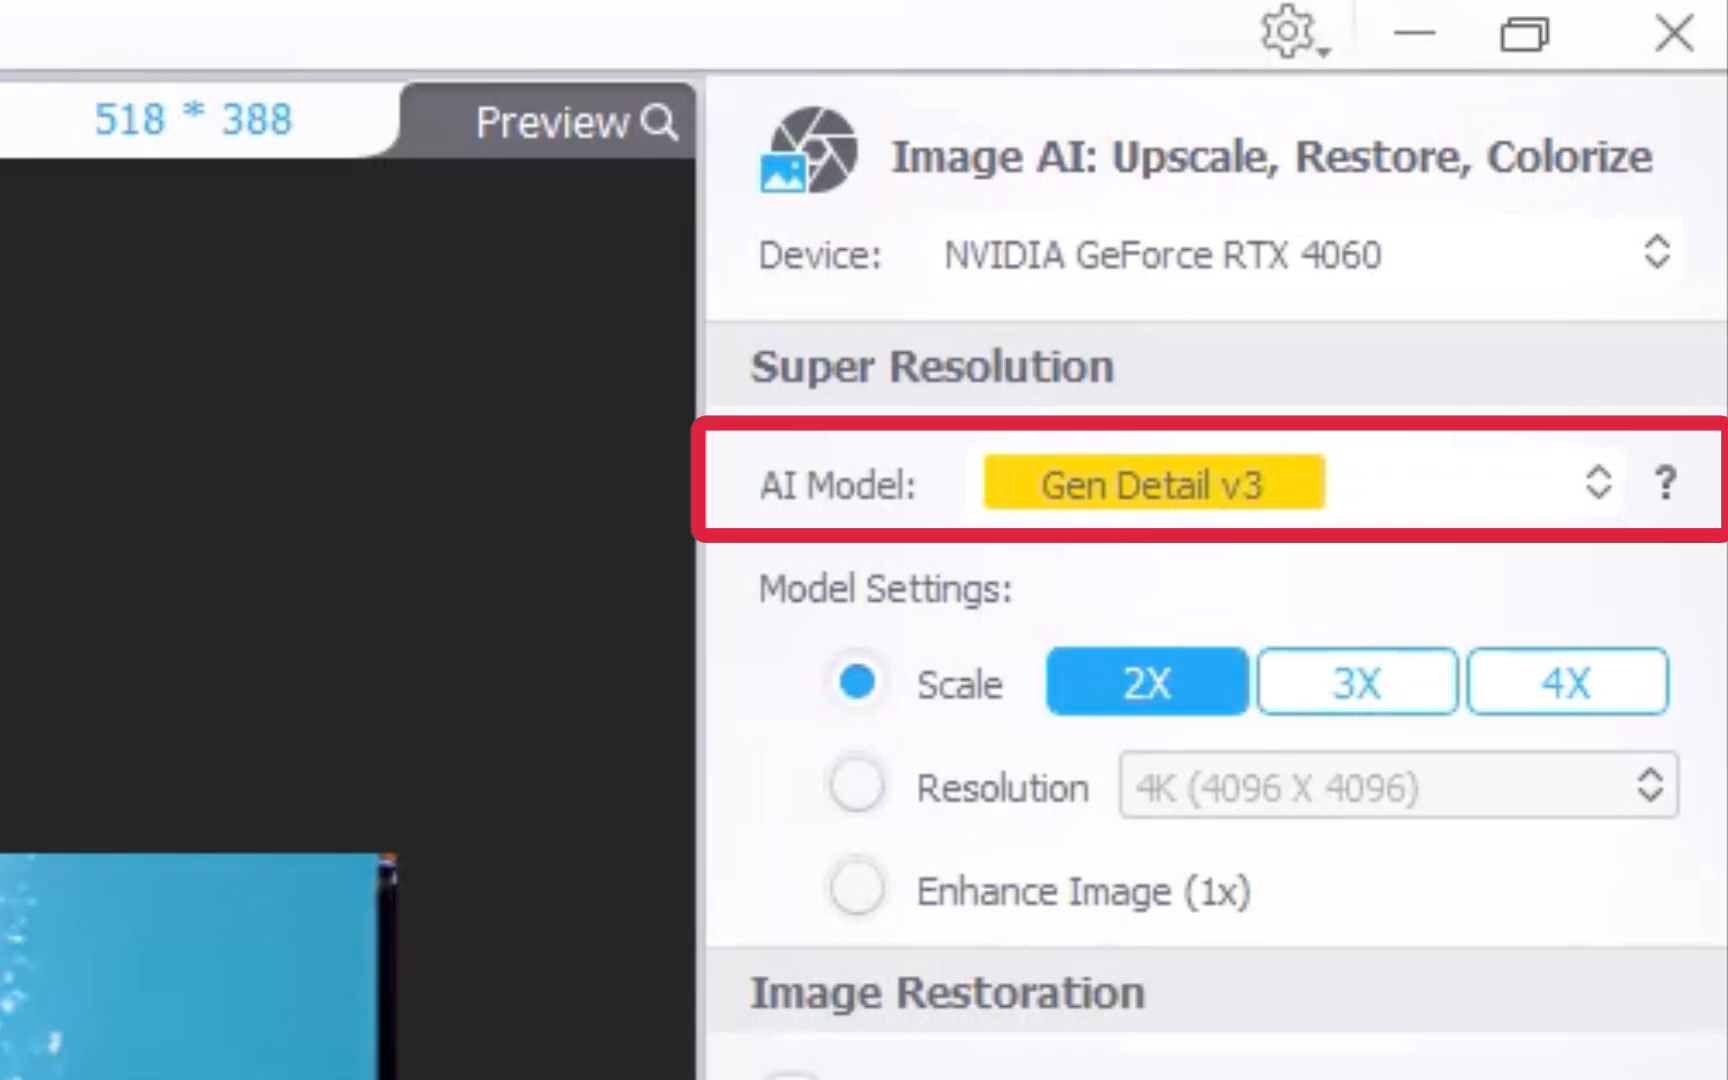 518 * 388
Preview
Image AI: Upscale, Restore, Colorize
Device: NVIDIA GeForce RTX 4060
Super Resolution
AI Model: Gen Detail v3 ?
Model Settings:
Scale 2X 3X 4X
Resolution 4K (4096 X 4096)
Enhance Image (1x)
Image Restoration